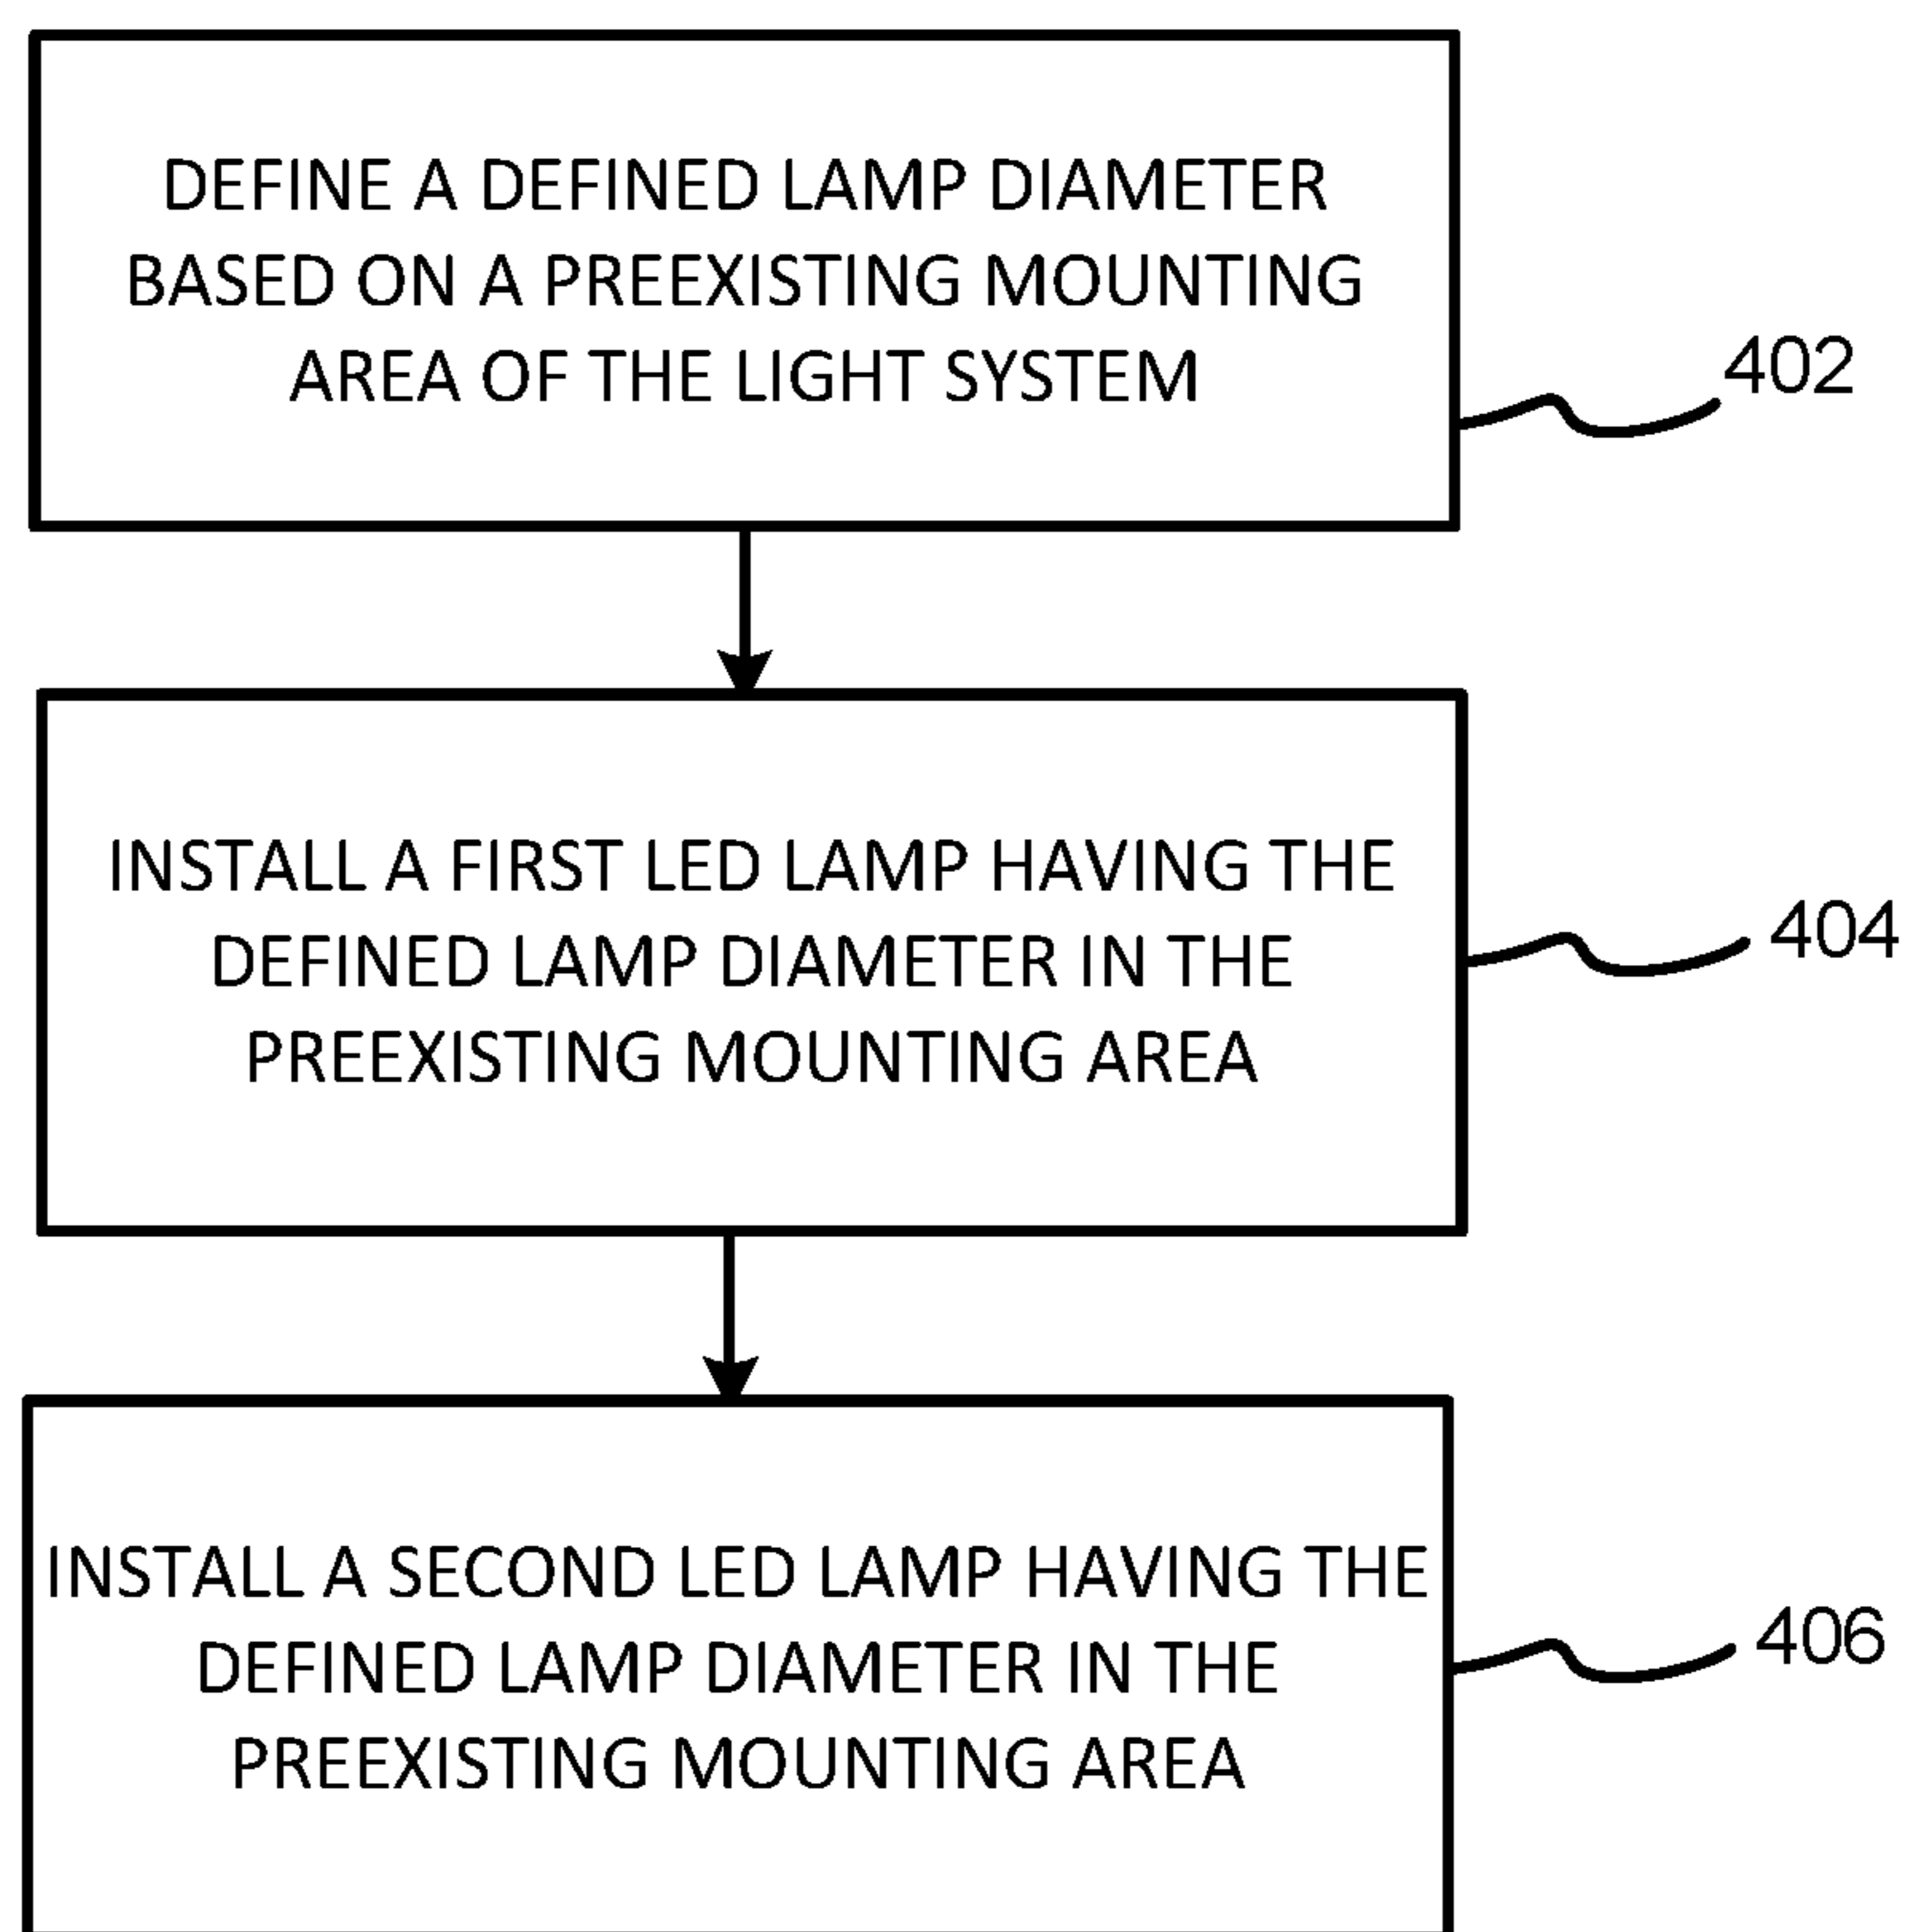 DEFINE A DEFINED LAMP DIAMETER
BASED ON A PREEXISTING MOUNTING
AREA OF THE LIGHT SYSTEM
402
INSTALL A FIRST LED LAMP HAVING THE
DEFINED LAMP DIAMETER IN THE
PREEXISTING MOUNTING AREA
404
INSTALL A SECOND LED LAMP HAVING THE
DEFINED LAMP DIAMETER IN THE
PREEXISTING MOUNTING AREA
406